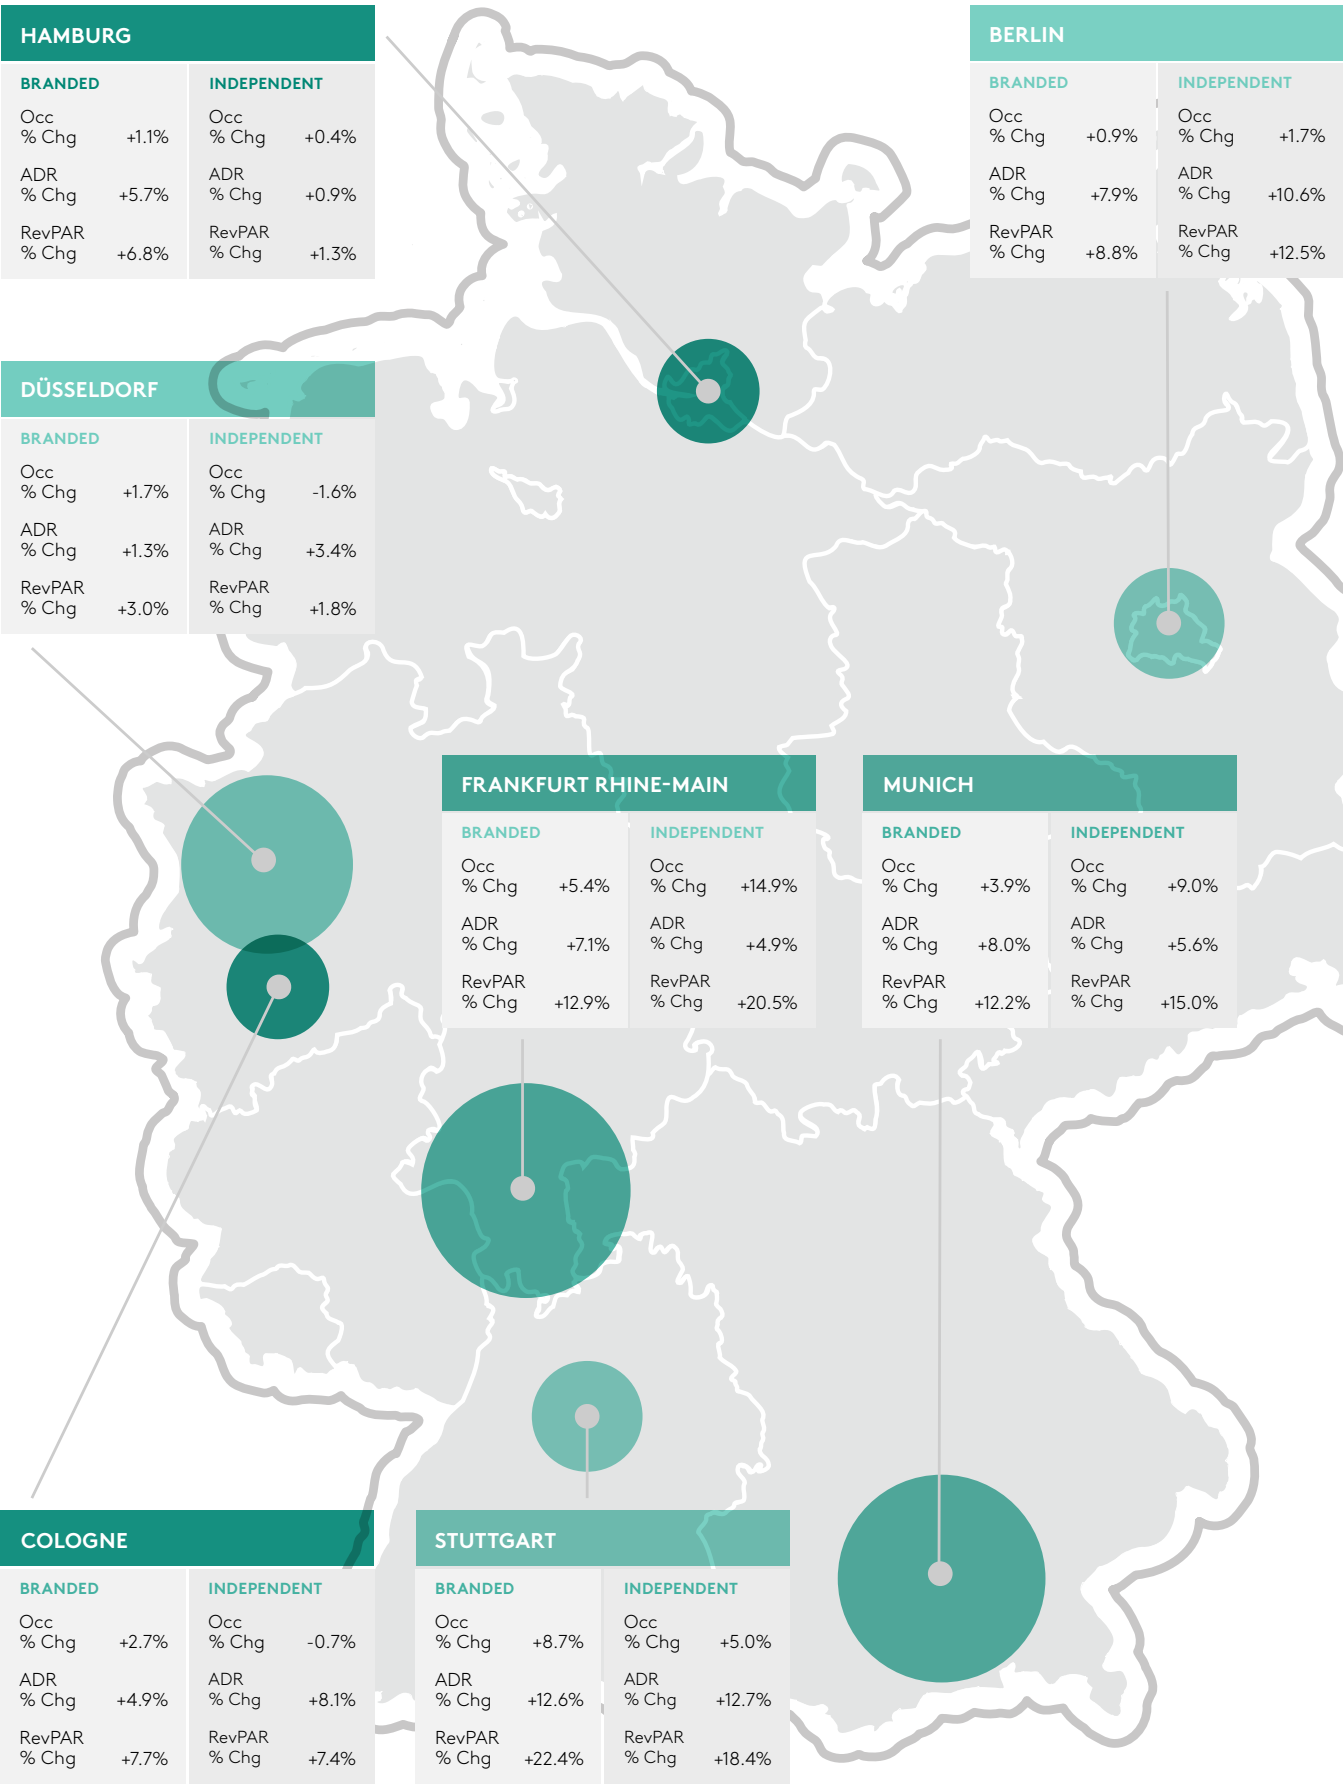 HAMBURG
BRANDED
Occ
% Chg +1.1%
ADR
% Chg +5.7%
RevPAR
% Chg +6.8%
INDEPENDENT
Occ
% Chg +0.4%
ADR
% Chg +0.9%
RevPAR
% Chg +1.3%
BERLIN
BRANDED
Occ
% Chg +0.9%
ADR
% Chg +7.9%
RevPAR
% Chg +8.8%
INDEPENDENT
Occ
% Chg +1.7%
ADR
% Chg +10.6%
RevPAR
% Chg +12.5%
DÜSSELDORF
BRANDED
Occ
% Chg +1.7%
ADR
% Chg +1.3%
RevPAR
% Chg +3.0%
INDEPENDENT
Occ
% Chg -1.6%
ADR
% Chg +3.4%
RevPAR
% Chg +1.8%
FRANKFURT RHINE-MAIN
BRANDED
Occ
% Chg +5.4%
ADR
% Chg +7.1%
RevPAR
% Chg +12.9%
INDEPENDENT
Occ
% Chg +14.9%
ADR
% Chg +4.9%
RevPAR
% Chg +20.5%
MUNICH
BRANDED
Occ
% Chg +3.9%
ADR
% Chg +8.0%
RevPAR
% Chg +12.2%
INDEPENDENT
Occ
% Chg +9.0%
ADR
% Chg +5.6%
RevPAR
% Chg +15.0%
COLOGNE
BRANDED
Occ
% Chg +2.7%
ADR
% Chg +4.9%
RevPAR
% Chg +7.7%
INDEPENDENT
Occ
% Chg -0.7%
ADR
% Chg +8.1%
RevPAR
% Chg +7.4%
STUTTGART
BRANDED
Occ
% Chg +8.7%
ADR
% Chg +12.6%
RevPAR
% Chg +22.4%
INDEPENDENT
Occ
% Chg +5.0%
ADR
% Chg +12.7%
RevPAR
% Chg +18.4%